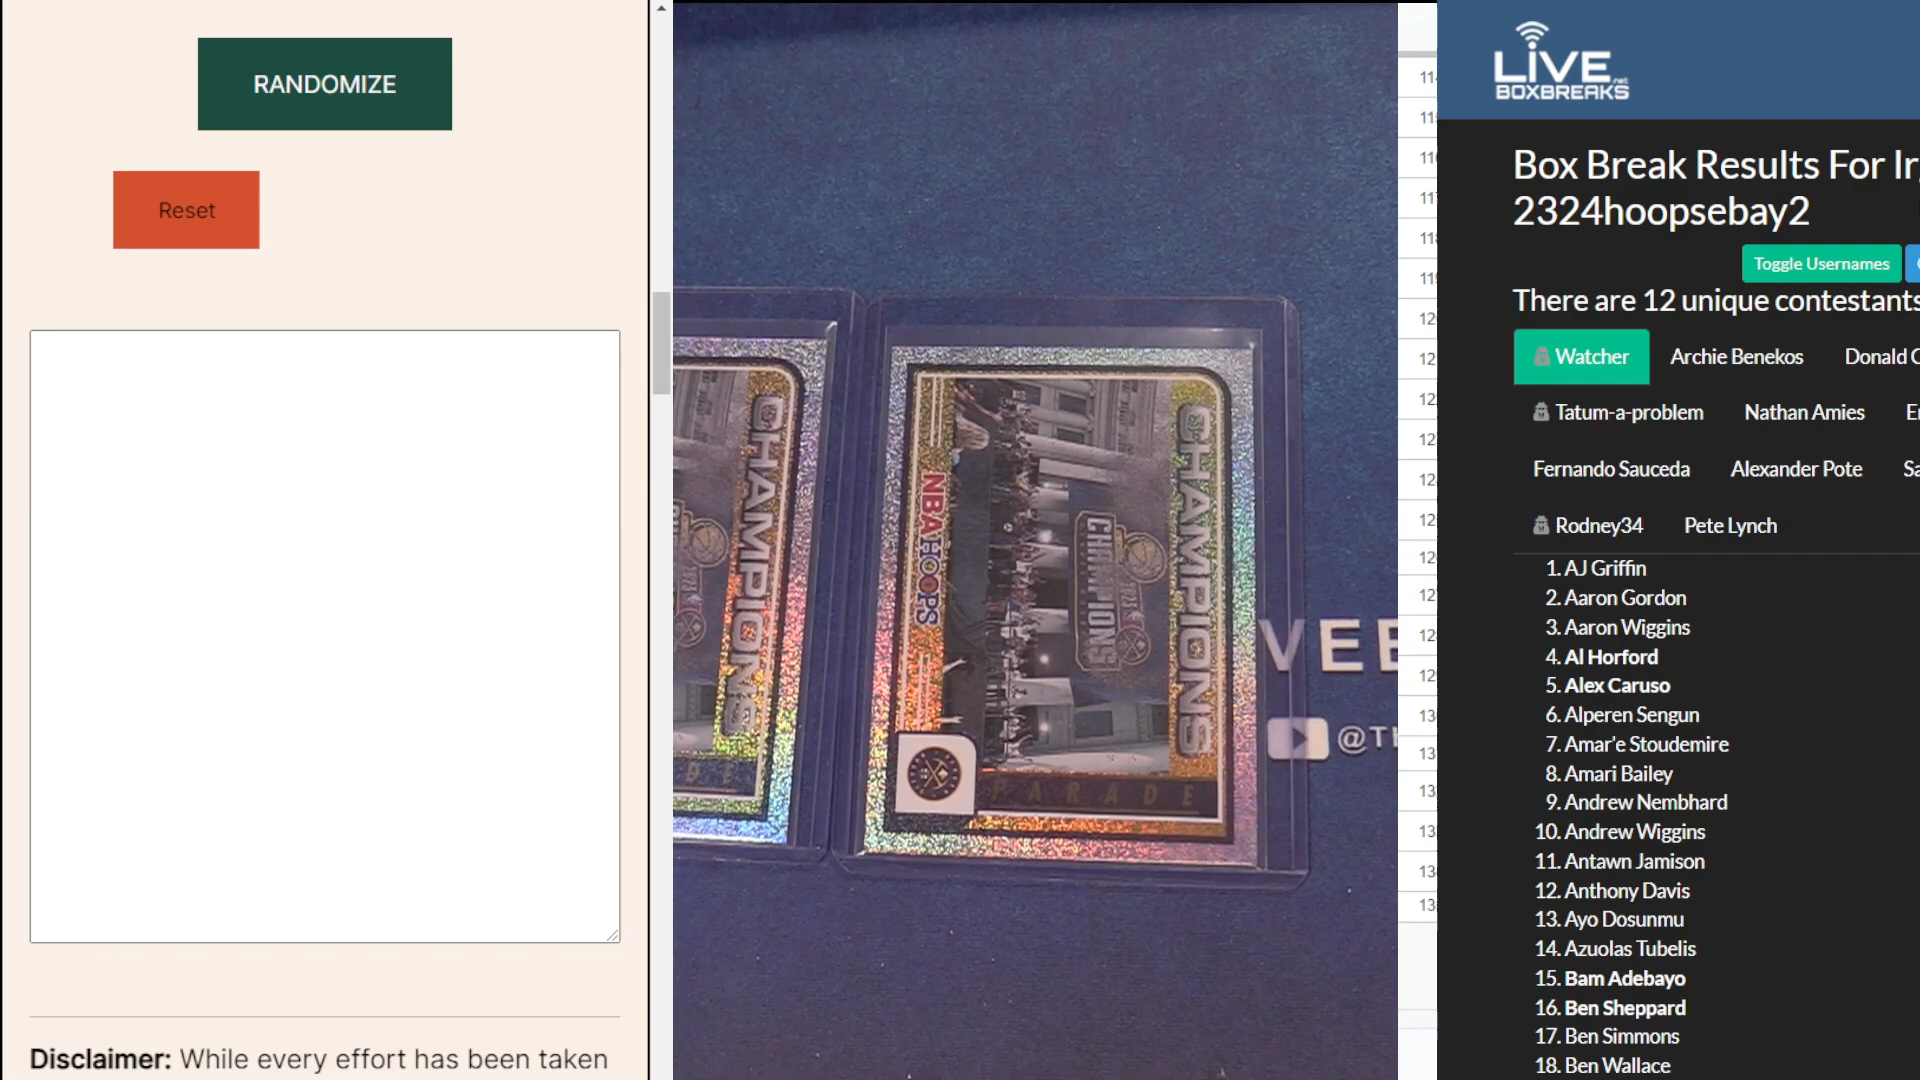 RANDOMIZE
Reset
Disclaimer: While every effort has been taken
CHAMPIONS
CHAMPIONS
NBA HOOPS
CHAMPIONS
PARADE
VEE
@T
LIVE.net
BOXBREAKS
Box Break Results For Ir
2324hoopsebay2
Toggle Usernames
There are 12 unique contestants
Watcher
Archie Benekos
Donald
Tatum-a-problem
Nathan Amies
Fernando Sauceda
Alexander Pote
Rodney34
Pete Lynch
1. AJ Griffin
2. Aaron Gordon
3. Aaron Wiggins
4. Al Horford
5. Alex Caruso
6. Alperen Sengun
7. Amar'e Stoudemire
8. Amari Bailey
9. Andrew Nembhard
10. Andrew Wiggins
11. Antawn Jamison
12. Anthony Davis
13. Ayo Dosunmu
14. Azuolas Tubelis
15. Bam Adebayo
16. Ben Sheppard
17. Ben Simmons
18. Ben Wallace